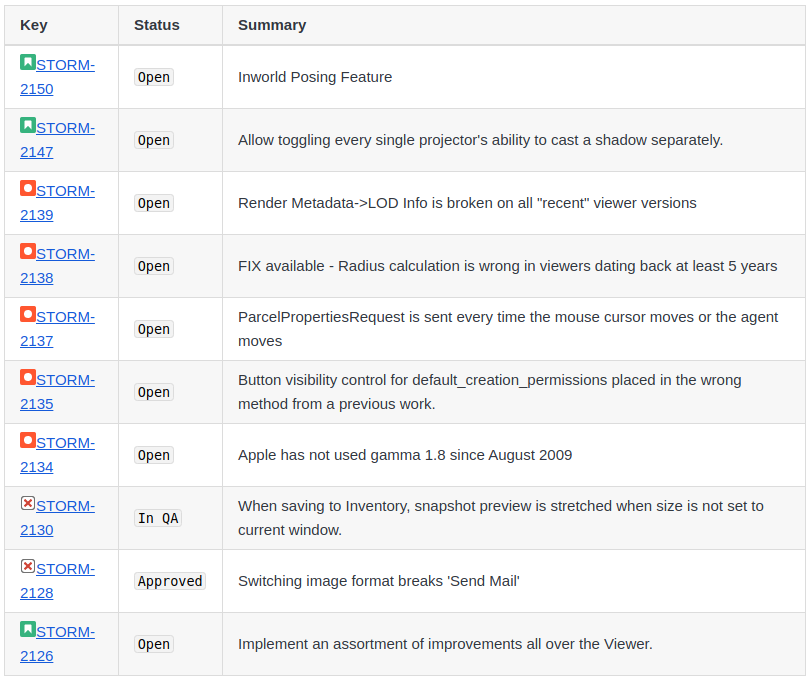 Key Status Summary
STORM-
2150
Open
Inworld Posing Feature
STORM-
2147
Open
Allow toggling every single projector's ability to cast a shadow separately.
STORM-
2139
Open
Render Metadata->LOD Info is broken on all "recent" viewer versions
STORM-
2138
Open
FIX available - Radius calculation is wrong in viewers dating back at least 5 years
STORM-
2137
Open
ParcelPropertiesRequest is sent every time the mouse cursor moves or the agent
moves
STORM-
2135
Open
Button visibility control for default_creation_permissions placed in the wrong
method from a previous work.
STORM-
2134
Open
Apple has not used gamma 1.8 since August 2009
STORM-
2130
In QA
When saving to Inventory, snapshot preview is stretched when size is not set to
current window.
STORM-
2128
Approved
Switching image format breaks 'Send Mail'
STORM-
2126
Open
Implement an assortment of improvements all over the Viewer.